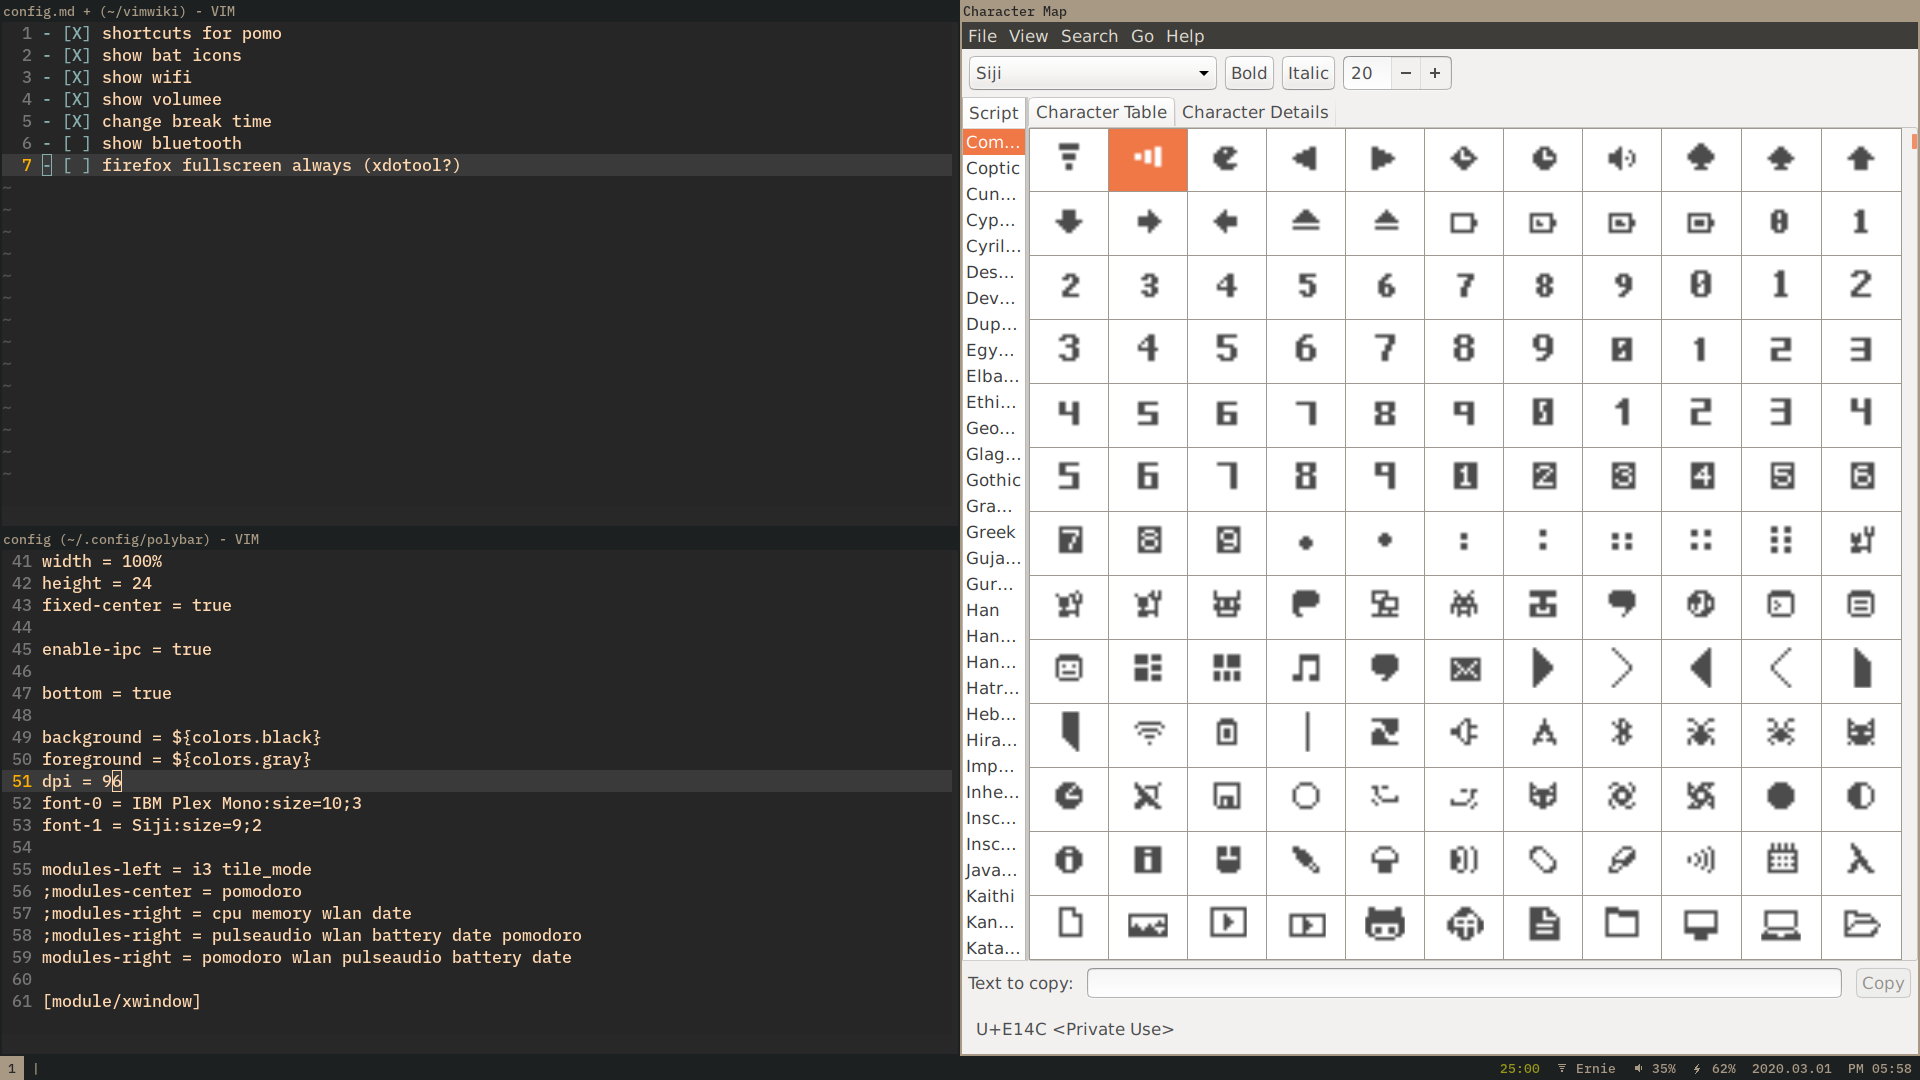 config.md + (~/vimwiki) - VIM
1 - [X] shortcuts for pomo
2 - [X] show bat icons
3 - [X] show wifi
4 - [X] show volumee
5 - [X] change break time
6 - [ ] show bluetooth
7 - [ ] firefox fullscreen always (xdotool?)
~
~
~
~
~
~
~
~
~
~
~
~
~
~
config (~/.config/polybar) - VIM
41 width = 100%
42 height = 24
43 fixed-center = true
44
45 enable-ipc = true
46
47 bottom = true
48
49 background = ${colors.black}
50 foreground = ${colors.gray}
51 dpi = 96
52 font-0 = IBM Plex Mono:size=10;3
53 font-1 = Siji:size=9;2
54
55 modules-left = i3 tile_mode
56 ;modules-center = pomodoro
57 ;modules-right = cpu memory wlan date
58 ;modules-right = pulseaudio wlan battery date pomodoro
59 modules-right = pomodoro wlan pulseaudio battery date
60
61 [module/xwindow]
Character Map
File View Search Go Help
Siji Bold Italic 20 − +
Script Character Table Character Details
Com...
Coptic
Cun...
Cyp...
Cyril...
Des...
Dev...
Dup...
Egy...
Elba...
Ethi...
Geo...
Glag...
Gothic
Gra...
Greek
Guja...
Gur...
Han
Han...
Han...
Hatr...
Heb...
Hira...
Imp...
Inhe...
Insc...
Insc...
Java...
Kaithi
Kan...
Kata...
0 1
2 3 4 5 6 7 8 9 0 1 2
3 4 5 6 7 8 9 0 1 2 3
4 5 6 7 8 9 0 1 2 3 4
5 6 7 8 9 1 2 3 4 5 6
7 8 9 • • : : :: ::
λ
Text to copy: Copy
U+E14C <Private Use>
1 | 25:00 Ernie 35% 62% 2020.03.01 PM 05:58